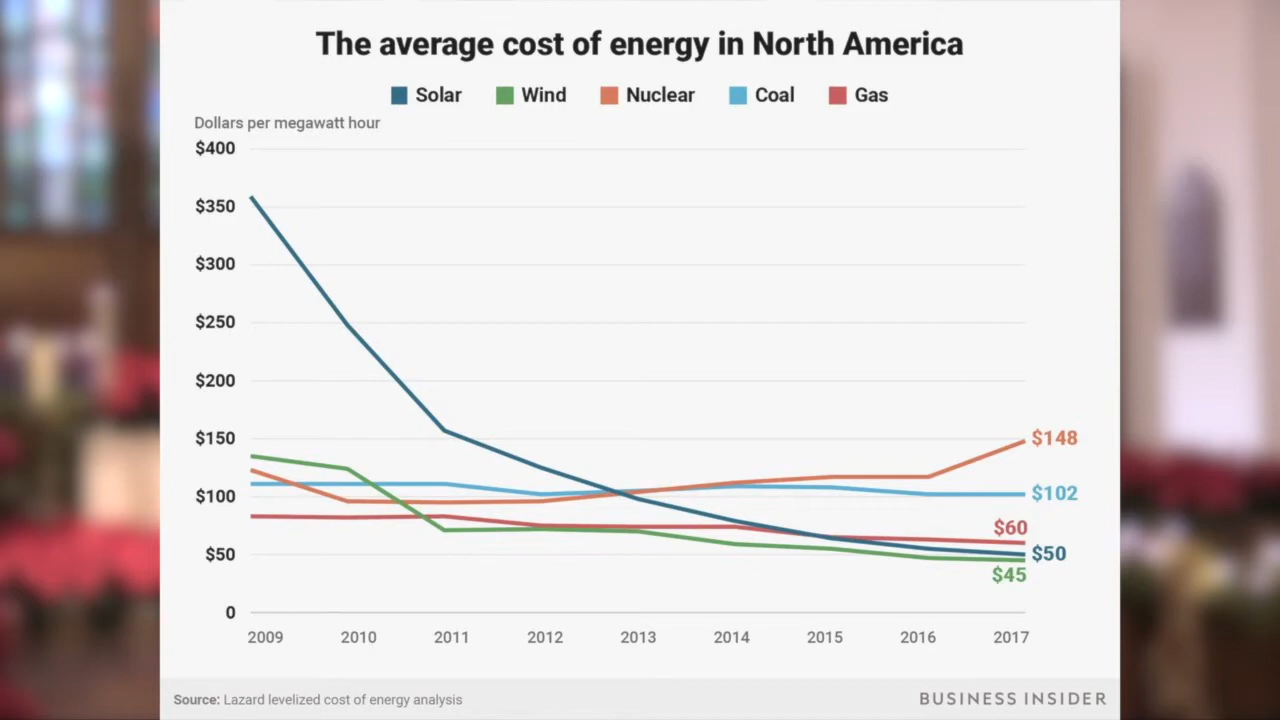 The average cost of energy in North America
Solar Wind Nuclear Coal Gas
Dollars per megawatt hour
$400
$350
$300
$250
$200
$150
$148
$100
$102
$60
$50
$50
$45
0
2009 2010 2011 2012 2013 2014 2015 2016 2017
Source: Lazard levelized cost of energy analysis
BUSINESS INSIDER